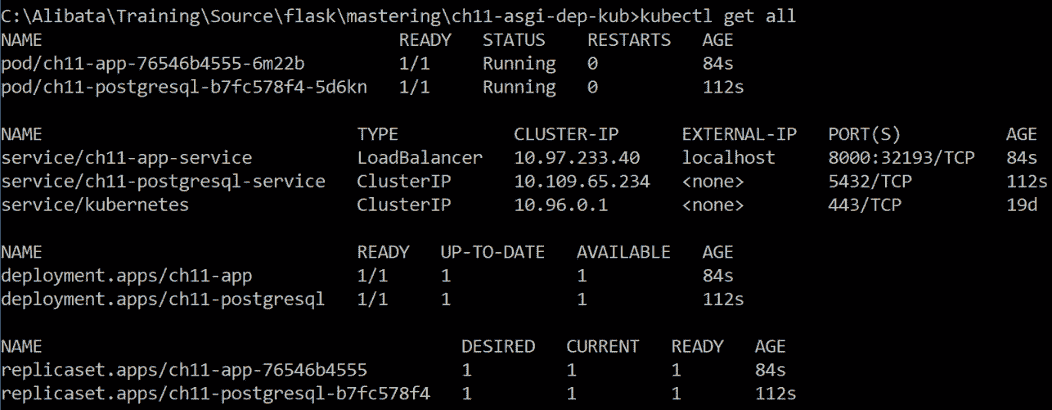 C:\Alibata\Training\Source\flask\mastering\ch11-asgi-dep-kub>kubectl get all
NAME READY STATUS RESTARTS AGE
pod/ch11-app-76546b4555-6m22b 1/1 Running 0 84s
pod/ch11-postgresql-b7fc578f4-5d6kn 1/1 Running 0 112s
NAME TYPE CLUSTER-IP EXTERNAL-IP PORT(S) AGE
service/ch11-app-service LoadBalancer 10.97.233.40 localhost 8000:32193/TCP 84s
service/ch11-postgresql-service ClusterIP 10.109.65.234 <none> 5432/TCP 112s
service/kubernetes ClusterIP 10.96.0.1 <none> 443/TCP 19d
NAME READY UP-TO-DATE AVAILABLE AGE
deployment.apps/ch11-app 1/1 1 1 84s
deployment.apps/ch11-postgresql 1/1 1 1 112s
NAME DESIRED CURRENT READY AGE
replicaset.apps/ch11-app-76546b4555 1 1 1 84s
replicaset.apps/ch11-postgresql-b7fc578f4 1 1 1 112s